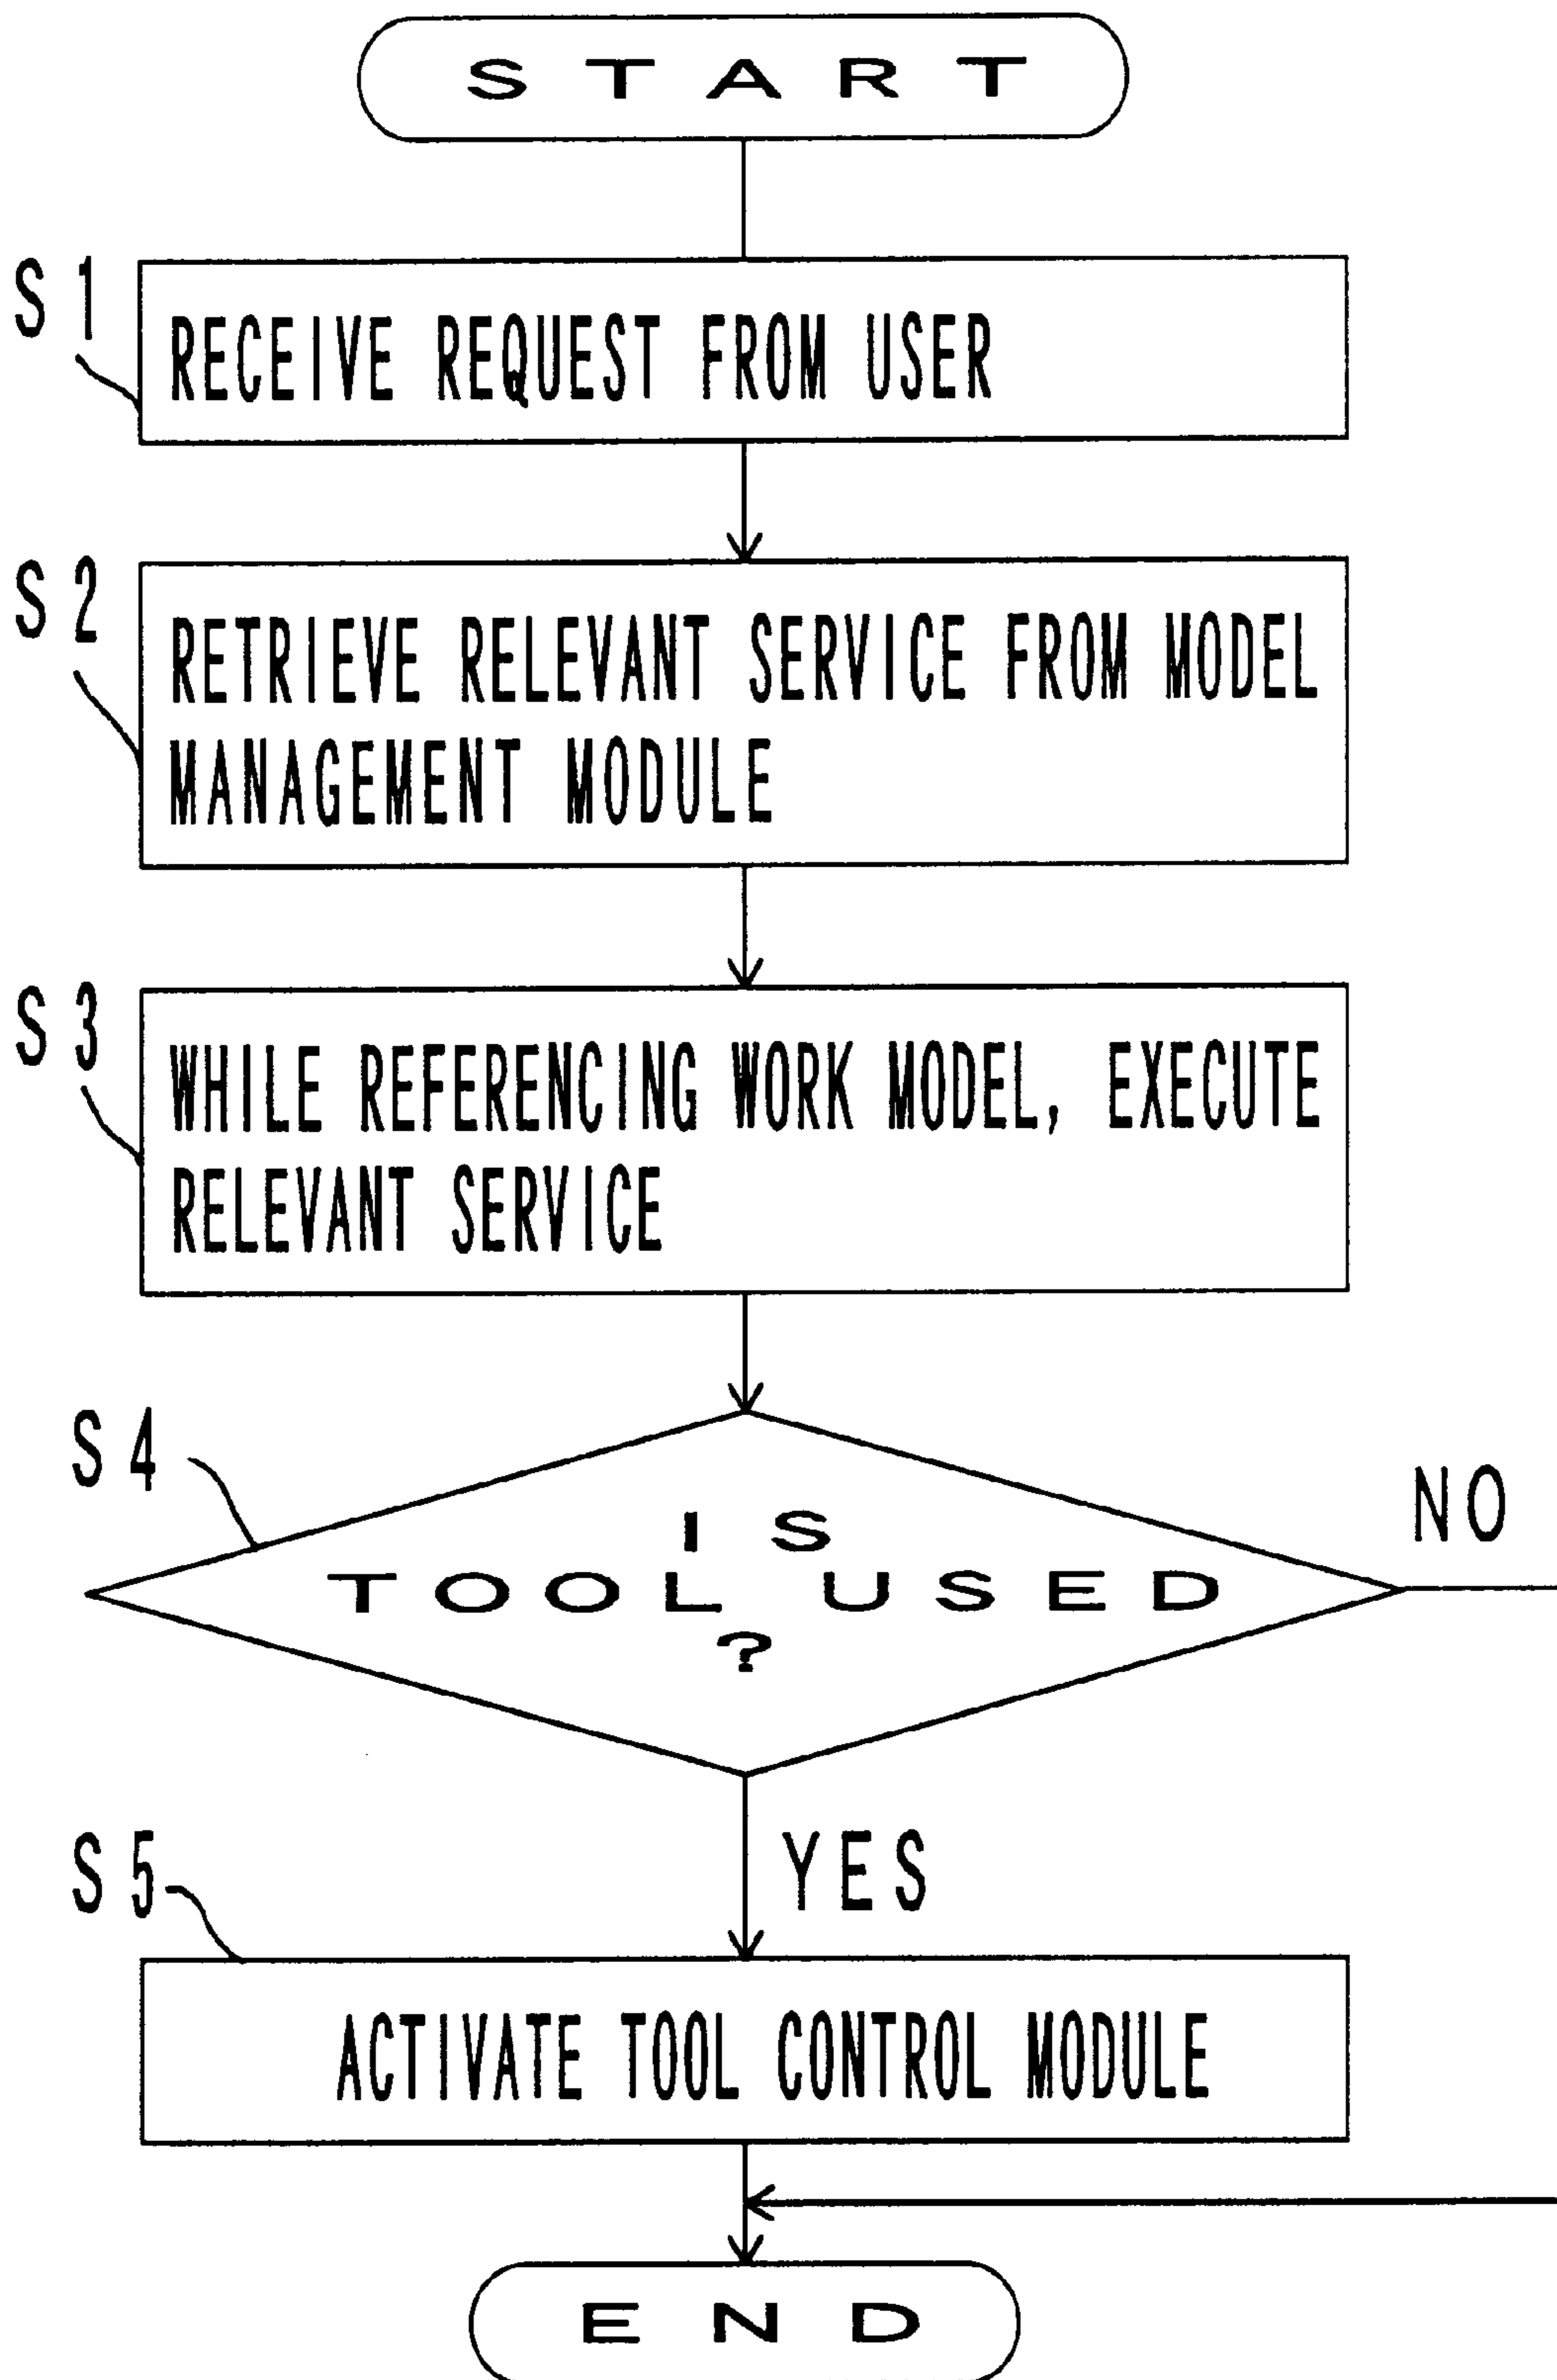 START
S1
RECEIVE REQUEST FROM USER
S2
RETRIEVE RELEVANT SERVICE FROM MODEL
MANAGEMENT MODULE
S3
WHILE REFERENCING WORK MODEL, EXECUTE
RELEVANT SERVICE
S4
IS
TOOL USED
?
NO
YES
S5
ACTIVATE TOOL CONTROL MODULE
END